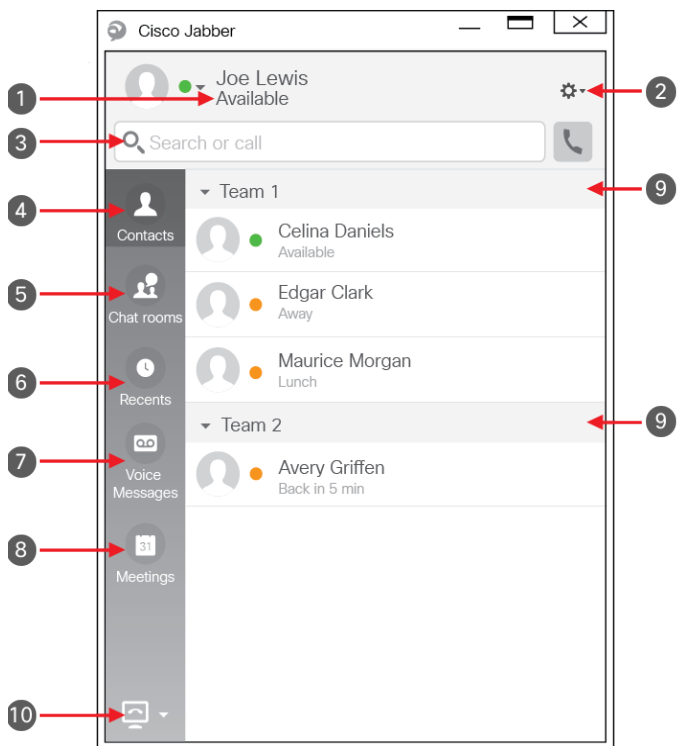 Cisco Jabber
Joe Lewis
1
Available
2
3
Search or call
4
Contacts
Team 1
9
Celina Daniels
Available
5
Chat rooms
Edgar Clark
Away
6
Recents
Maurice Morgan
Lunch
Team 2
9
7
Voice
Messages
Avery Griffen
Back in 5 min
8
31
Meetings
10